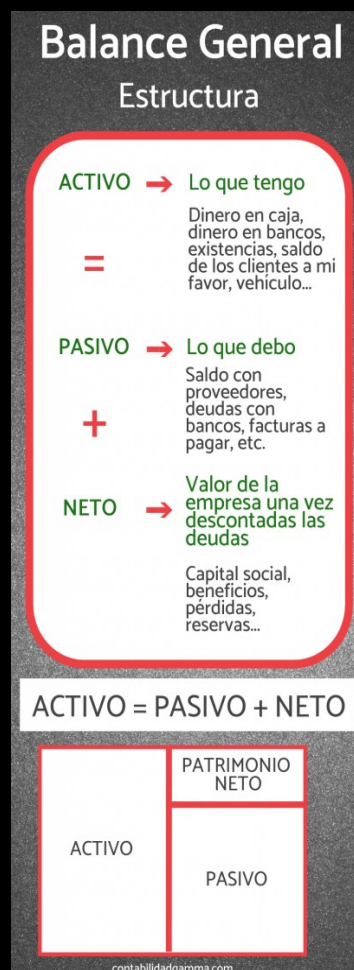 Balance General
Estructura
ACTIVO → Lo que tengo
Dinero en caja,
dinero en bancos,
existencias, saldo
de los clientes a mi
favor, vehículo...
=
PASIVO → Lo que debo
Saldo con
proveedores,
deudas con
bancos, facturas a
pagar, etc.
+
NETO → Valor de la
empresa una vez
descontadas las
deudas
Capital social,
beneficios,
pérdidas,
reservas...
ACTIVO = PASIVO + NETO
PATRIMONIO
NETO
ACTIVO
PASIVO
contabilidadgamma.com